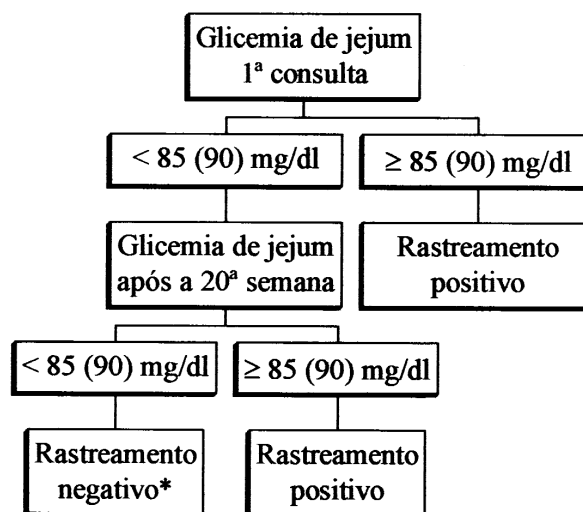 Glicemia de jejum
1ª consulta
< 85 (90) mg/dl
≥ 85 (90) mg/dl
Glicemia de jejum
após a 20ª semana
Rastreamento
positivo
< 85 (90) mg/dl
≥ 85 (90) mg/dl
Rastreamento
negativo*
Rastreamento
positivo